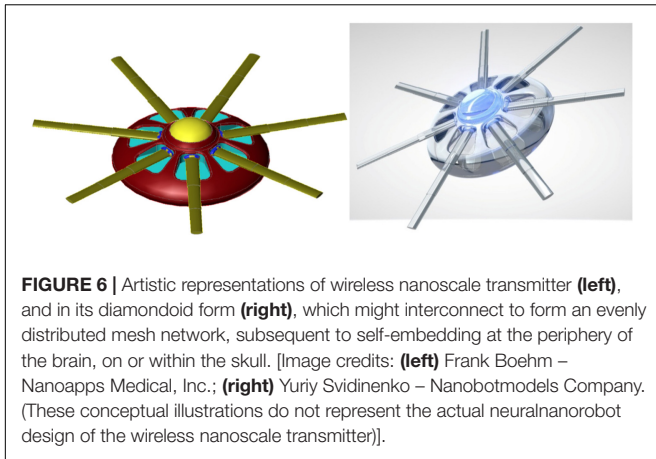 FIGURE 6 | Artistic representations of wireless nanoscale transmitter (left),
and in its diamondoid form (right), which might interconnect to form an evenly
distributed mesh network, subsequent to self-embedding at the periphery of
the brain, on or within the skull. [Image credits: (left) Frank Boehm –
Nanoapps Medical, Inc.; (right) Yuriy Svidinenko – Nanobotmodels Company.
(These conceptual illustrations do not represent the actual neuralnanorobot
design of the wireless nanoscale transmitter)].